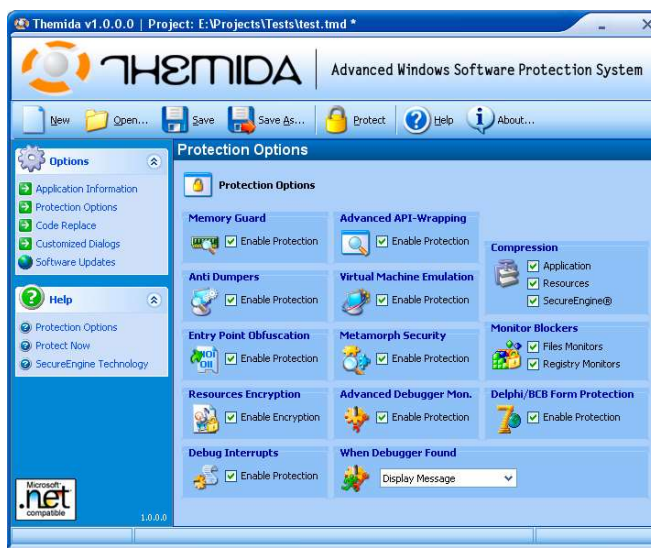 Themida v1.0.0.0 | Project: E:\Projects\Tests\test.tmd *
THEMIDA
Advanced Windows Software Protection System
New
Open...
Save
Save As...
Protect
Help
About...
Options
Application Information
Protection Options
Code Replace
Customized Dialogs
Software Updates
Help
Protection Options
Protect Now
SecureEngine Technology
Microsoft
.net
compatible
1.0.0.0
Protection Options
Protection Options
Memory Guard
Enable Protection
Advanced API-Wrapping
Enable Protection
Compression
Application
Resources
SecureEngine®
Anti Dumpers
Enable Protection
Virtual Machine Emulation
Enable Protection
Entry Point Obfuscation
Enable Protection
Metamorph Security
Enable Protection
Monitor Blockers
Files Monitors
Registry Monitors
Resources Encryption
Enable Encryption
Advanced Debugger Mon.
Enable Protection
Delphi/BCB Form Protection
Enable Protection
Debug Interrupts
Enable Protection
When Debugger Found
Display Message